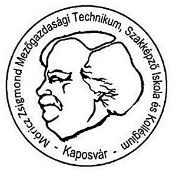 Móricz Zsigmond Mezőgazdasági Technikum, Szakképző Iskola és Kollégium
- Kaposvár -